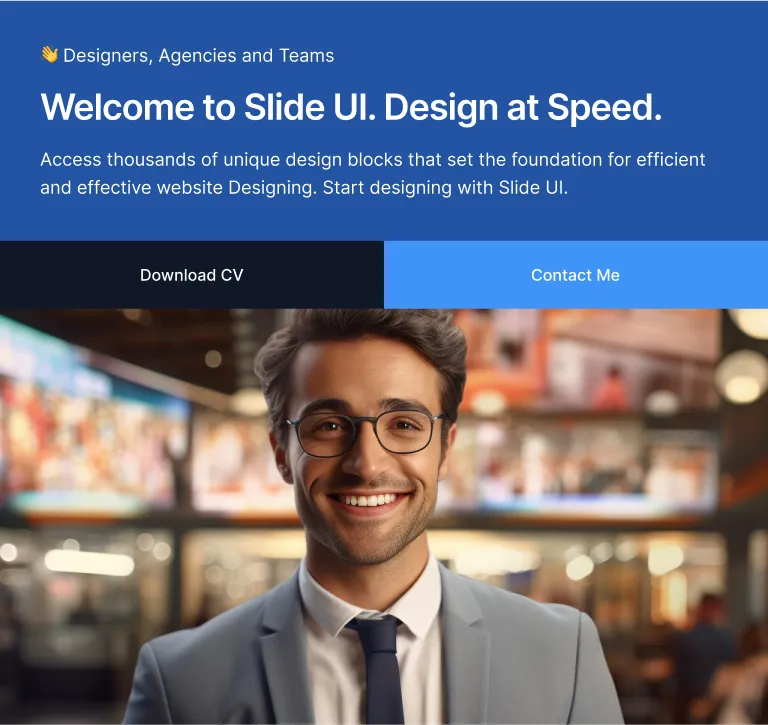 👋 Designers, Agencies and Teams
Welcome to Slide UI. Design at Speed.
Access thousands of unique design blocks that set the foundation for efficient
and effective website Designing. Start designing with Slide UI.
Download CV
Contact Me